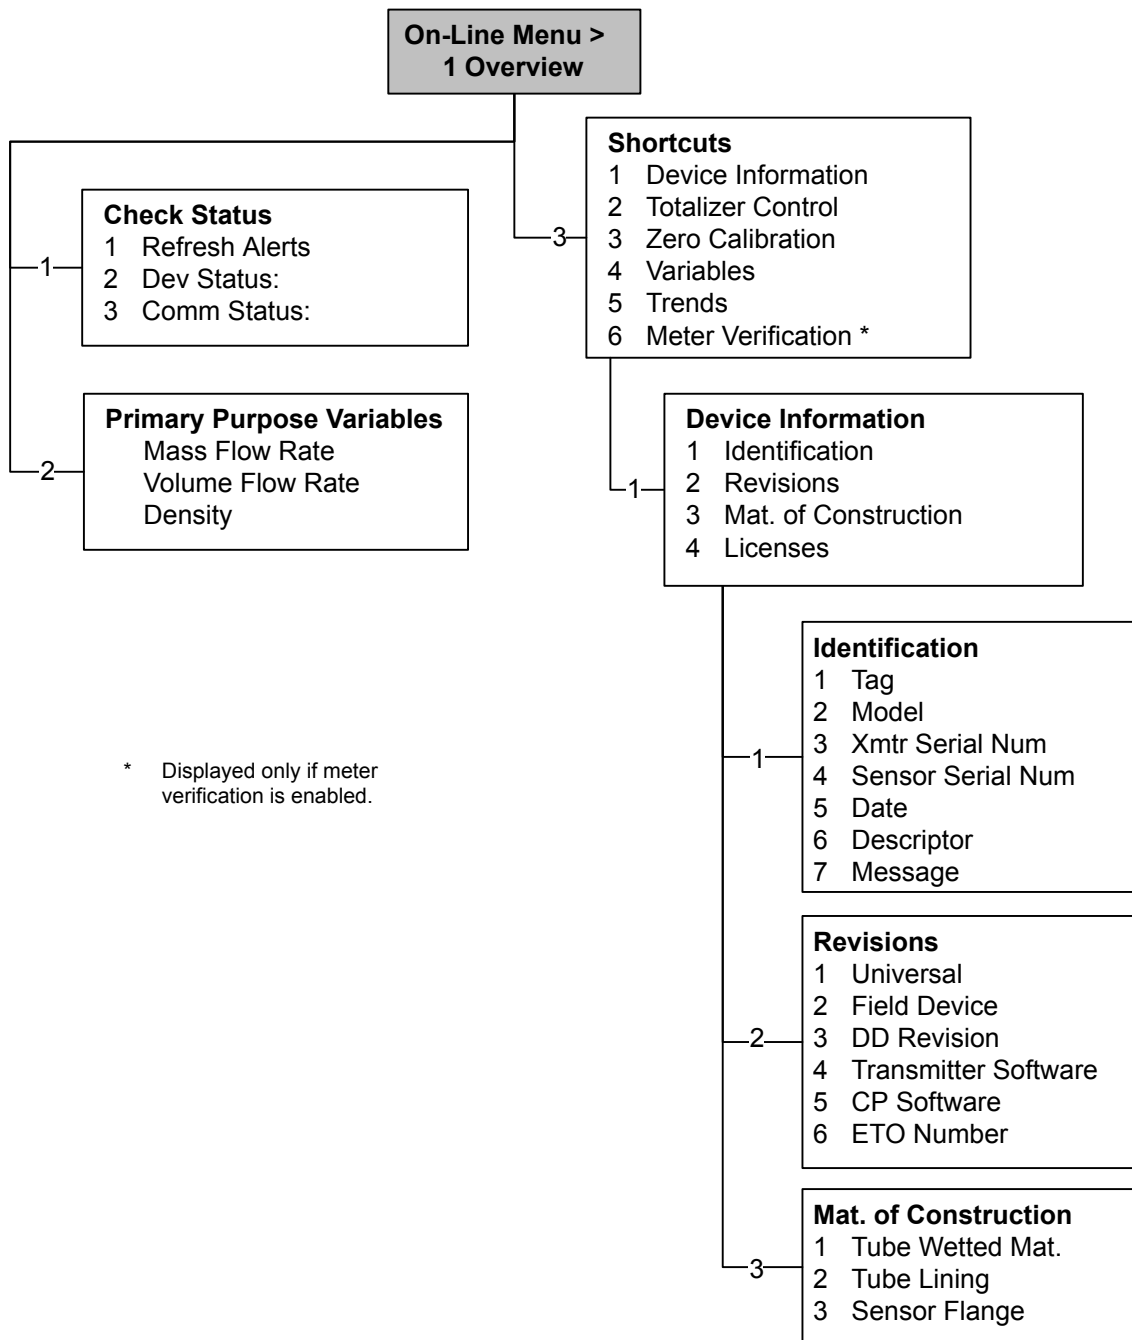 On-Line Menu >
1 Overview
Shortcuts
1 Device Information
2 Totalizer Control
3 Zero Calibration
4 Variables
5 Trends
6 Meter Verification *
3
Check Status
1 Refresh Alerts
2 Dev Status:
3 Comm Status:
1
Primary Purpose Variables
Mass Flow Rate
Volume Flow Rate
Density
2
Device Information
1 Identification
2 Revisions
3 Mat. of Construction
4 Licenses
1
Identification
1 Tag
2 Model
3 Xmtr Serial Num
4 Sensor Serial Num
5 Date
6 Descriptor
7 Message
1
* Displayed only if meter
verification is enabled.
Revisions
1 Universal
2 Field Device
3 DD Revision
4 Transmitter Software
5 CP Software
6 ETO Number
2
Mat. of Construction
1 Tube Wetted Mat.
2 Tube Lining
3 Sensor Flange
3